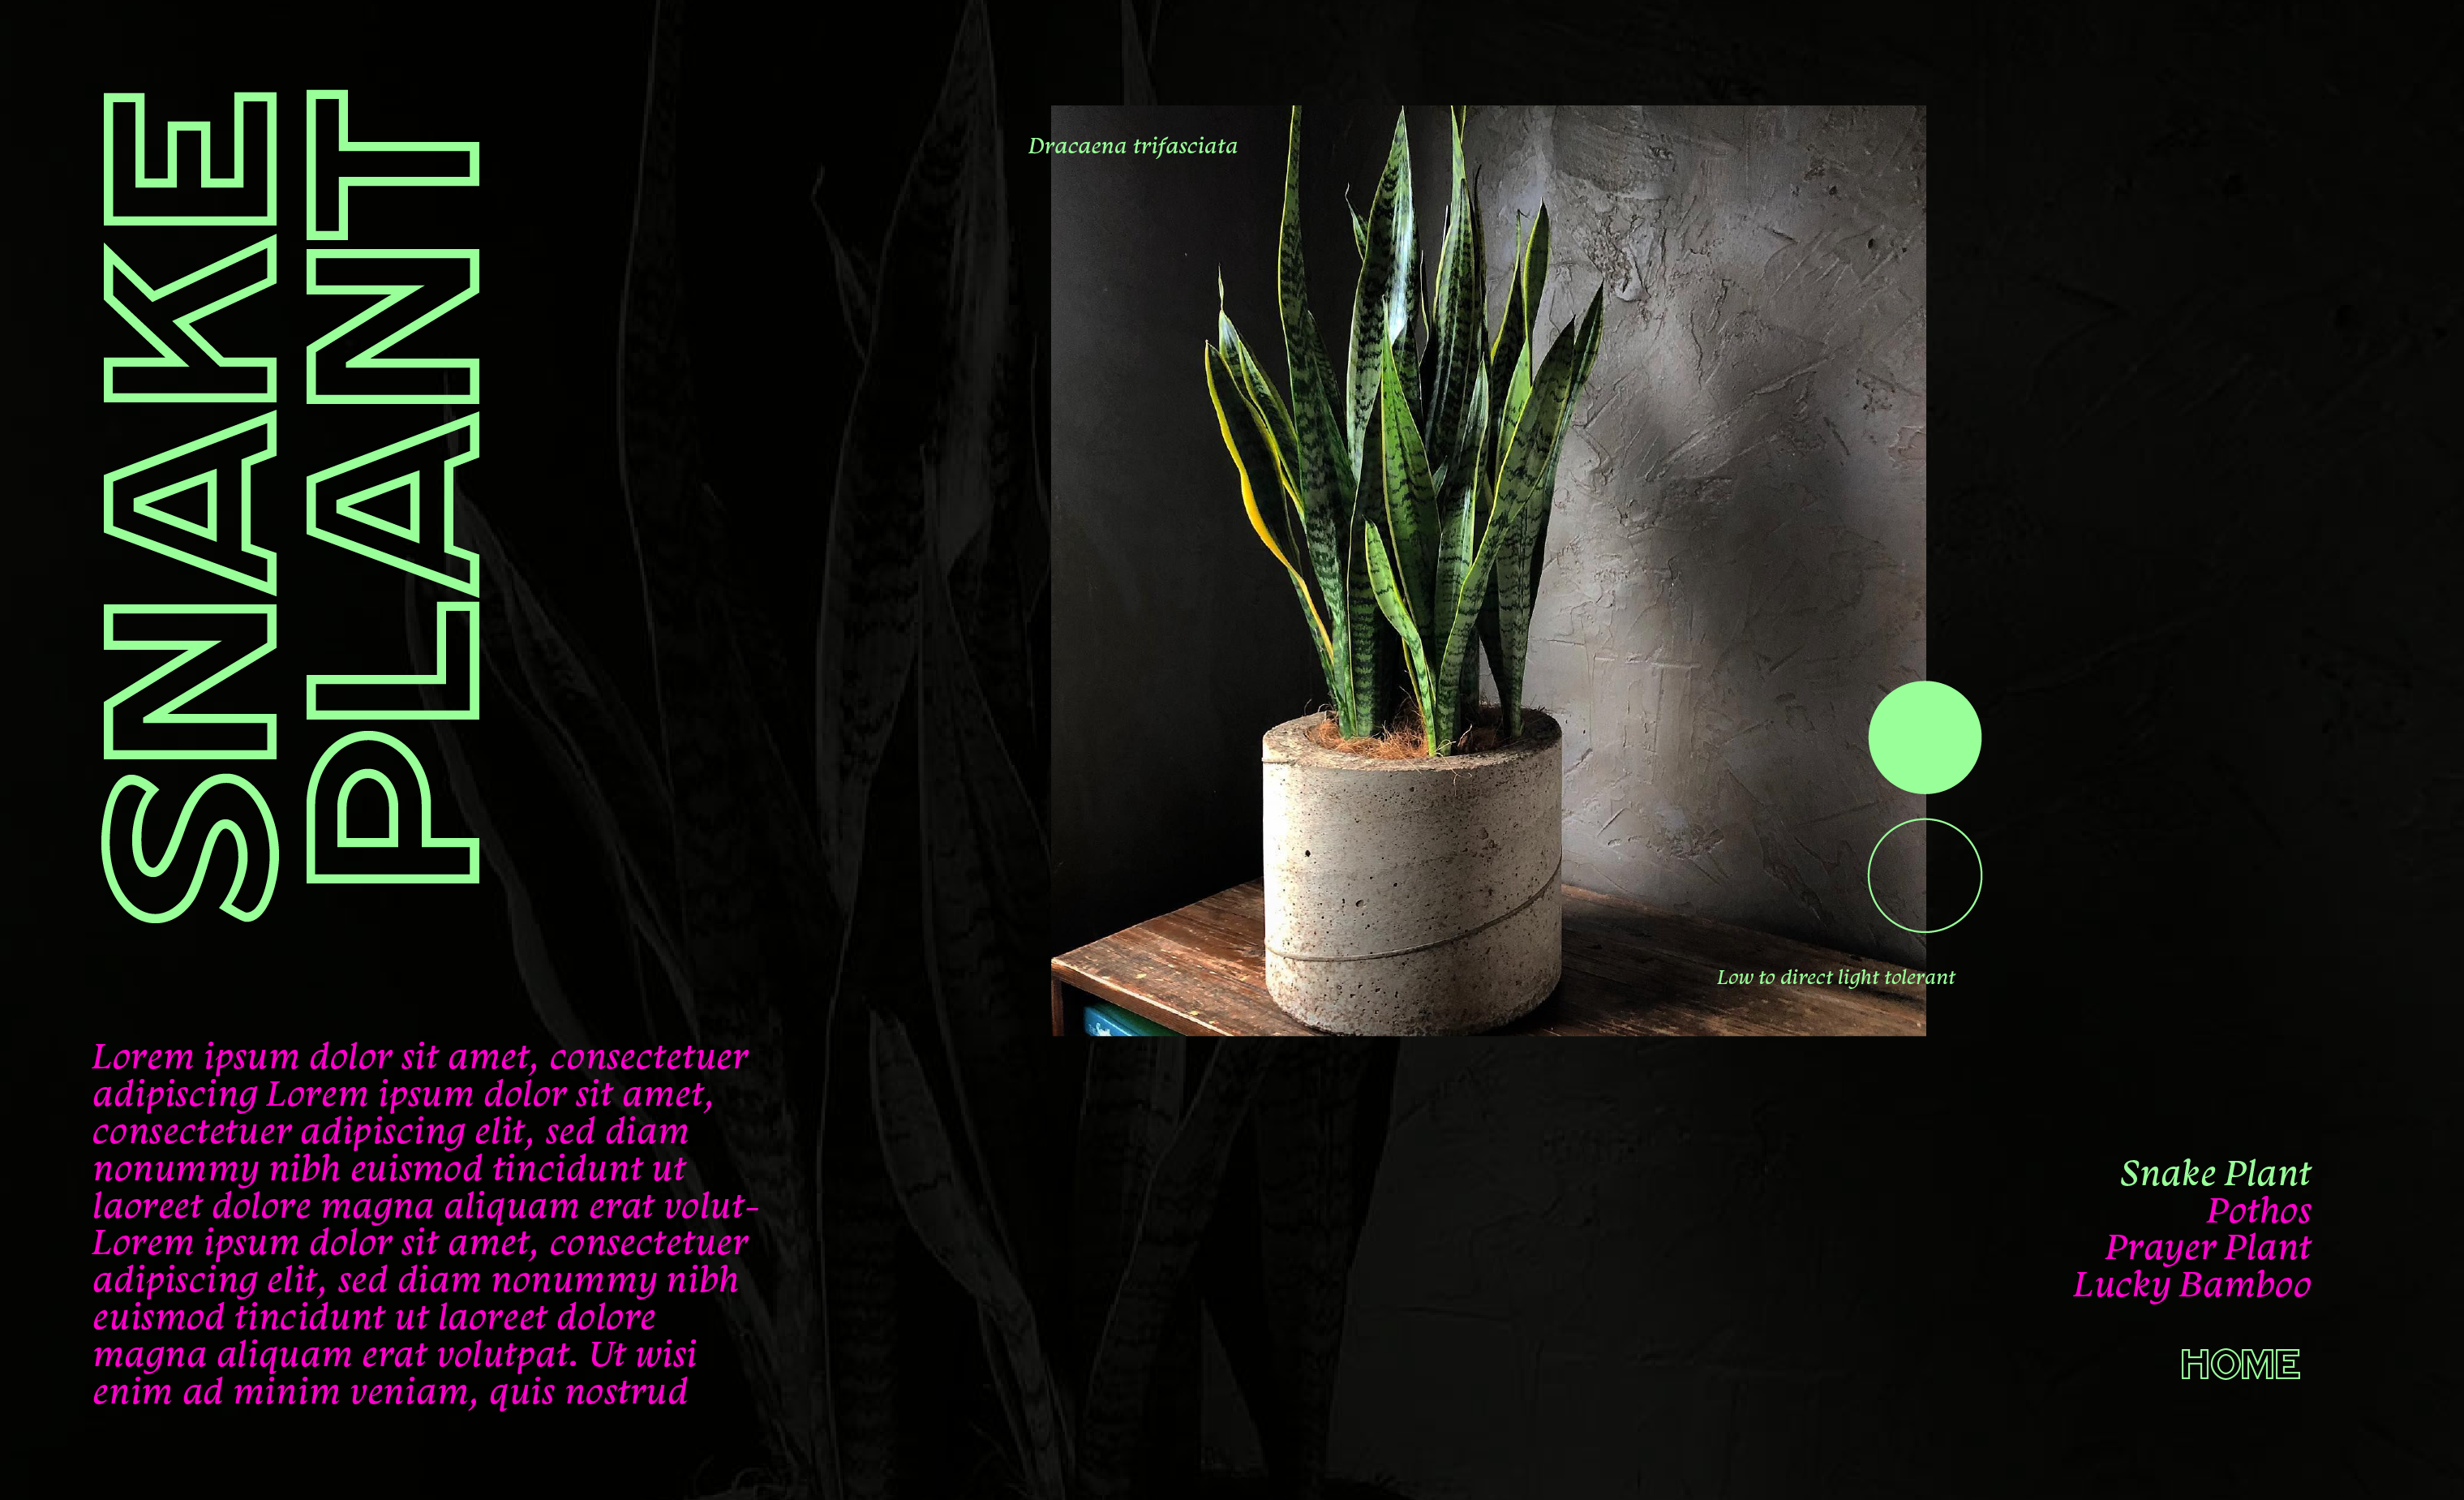 SNAKE
PLANT
Dracaena trifasciata
Low to direct light tolerant
Lorem ipsum dolor sit amet, consectetuer
adipiscing Lorem ipsum dolor sit amet,
consectetuer adipiscing elit, sed diam
nonummy nibh euismod tincidunt ut
laoreet dolore magna aliquam erat volut-
Lorem ipsum dolor sit amet, consectetuer
adipiscing elit, sed diam nonummy nibh
euismod tincidunt ut laoreet dolore
magna aliquam erat volutpat. Ut wisi
enim ad minim veniam, quis nostrud
Snake Plant
Pothos
Prayer Plant
Lucky Bamboo
HOME